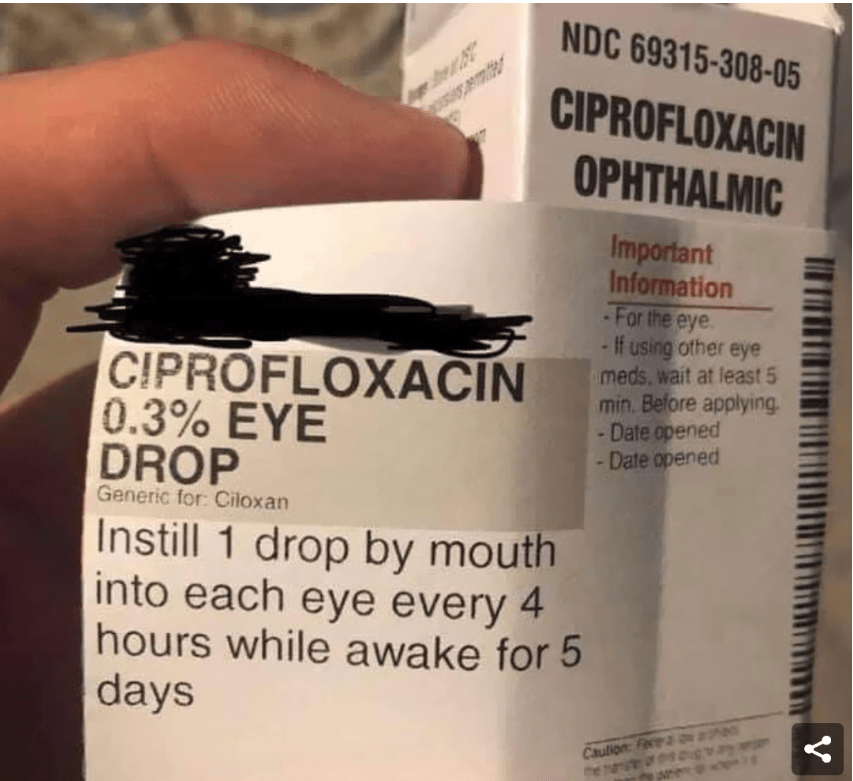 NDC 69315-308-05
CIPROFLOXACIN
OPHTHALMIC
Important
Information
- For the eye.
- If using other eye
meds, wait at least 5
min. Before applying.
- Date opened
- Date opened
CIPROFLOXACIN
0.3% EYE
DROP
Generic for: Ciloxan
Instill 1 drop by mouth
into each eye every 4
hours while awake for 5
days
Caution: